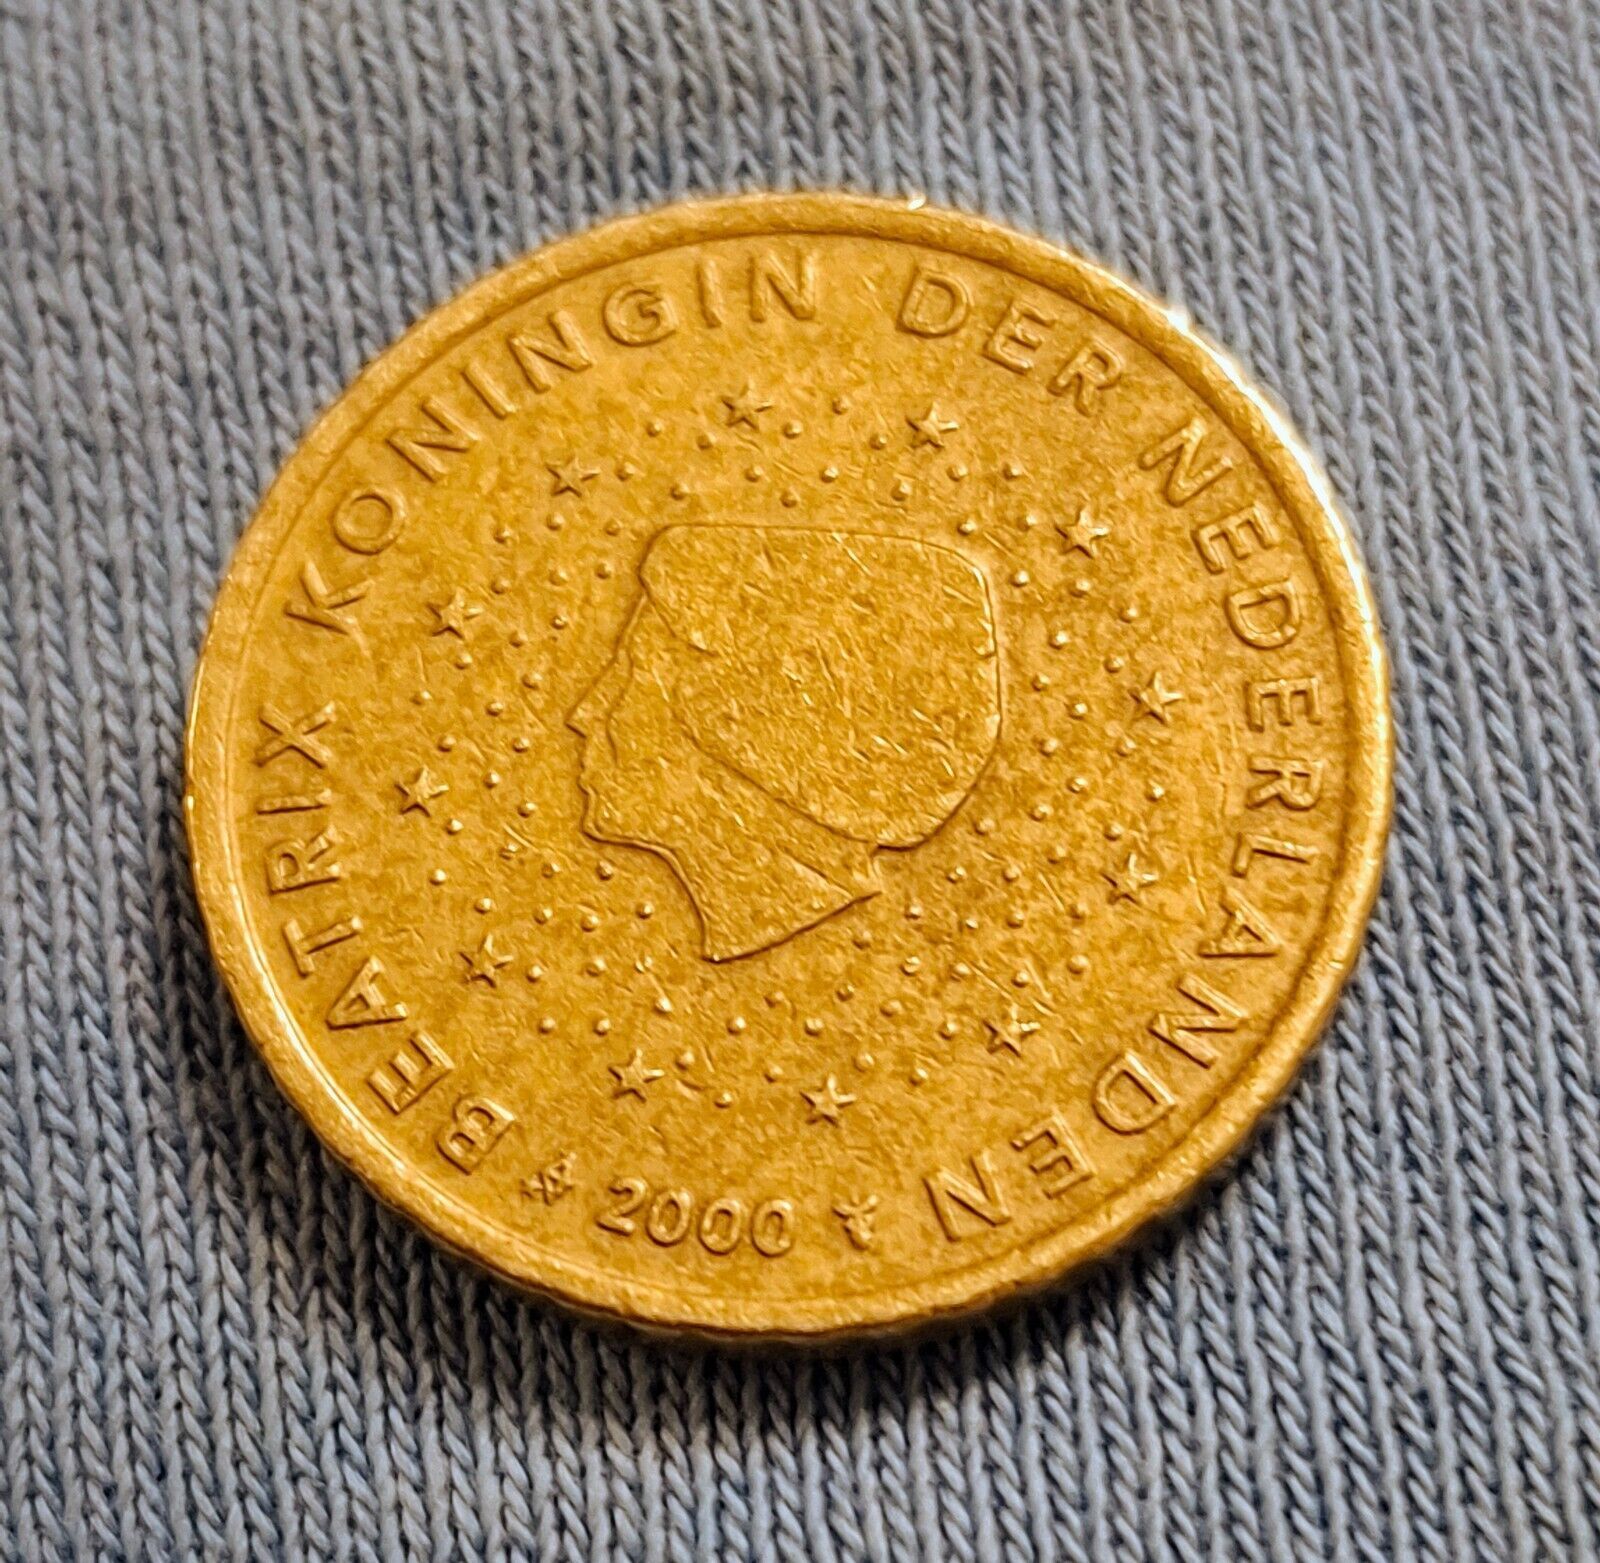 BEATRIX KONINGIN DER NEDERLANDEN
2000